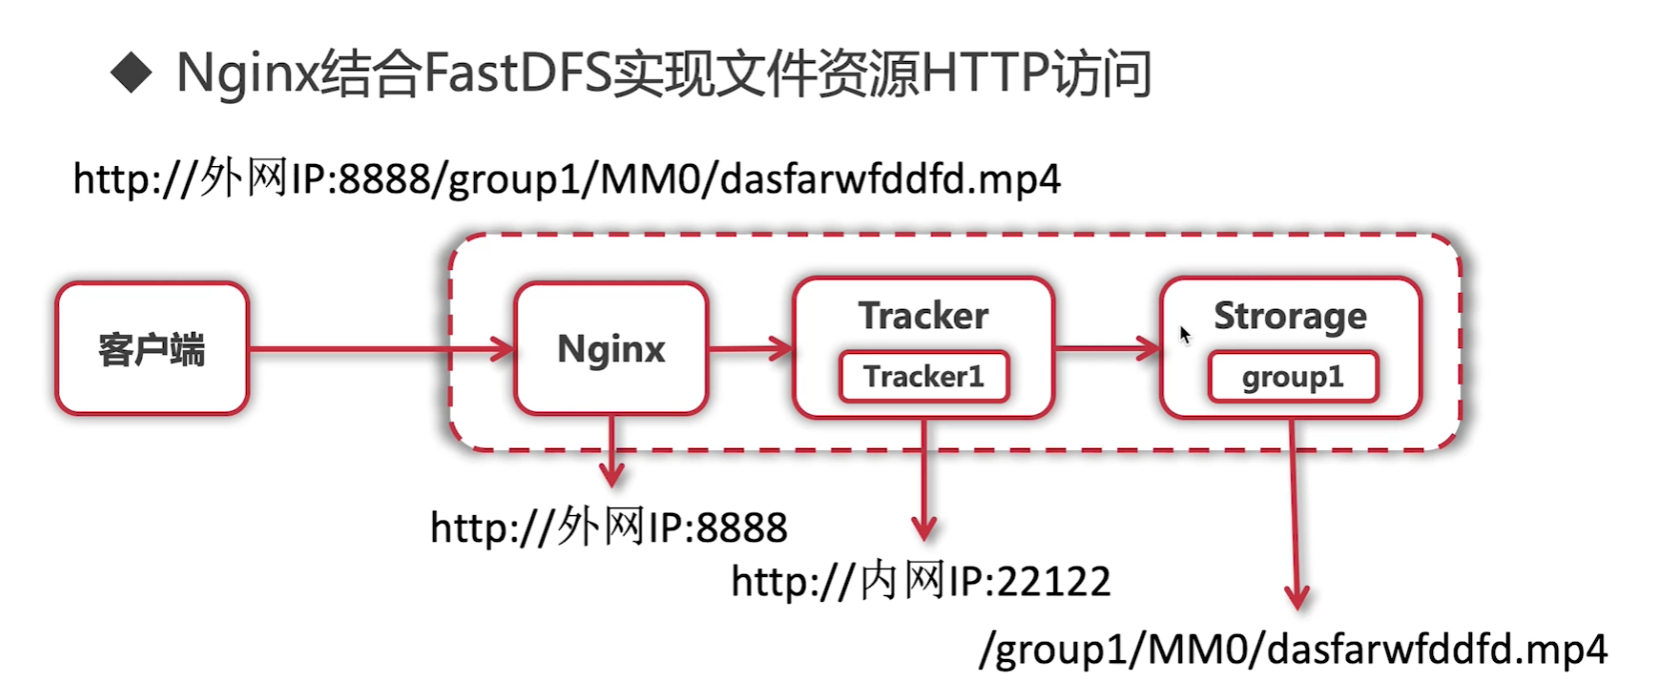 ◆ Nginx结合FastDFS实现文件资源HTTP访问
http://外网IP:8888/group1/MM0/dasfarwfddfd.mp4
客户端
Nginx
Tracker
Tracker1
Strorage
group1
http://外网IP:8888
http://内网IP:22122
/group1/MM0/dasfarwfddfd.mp4